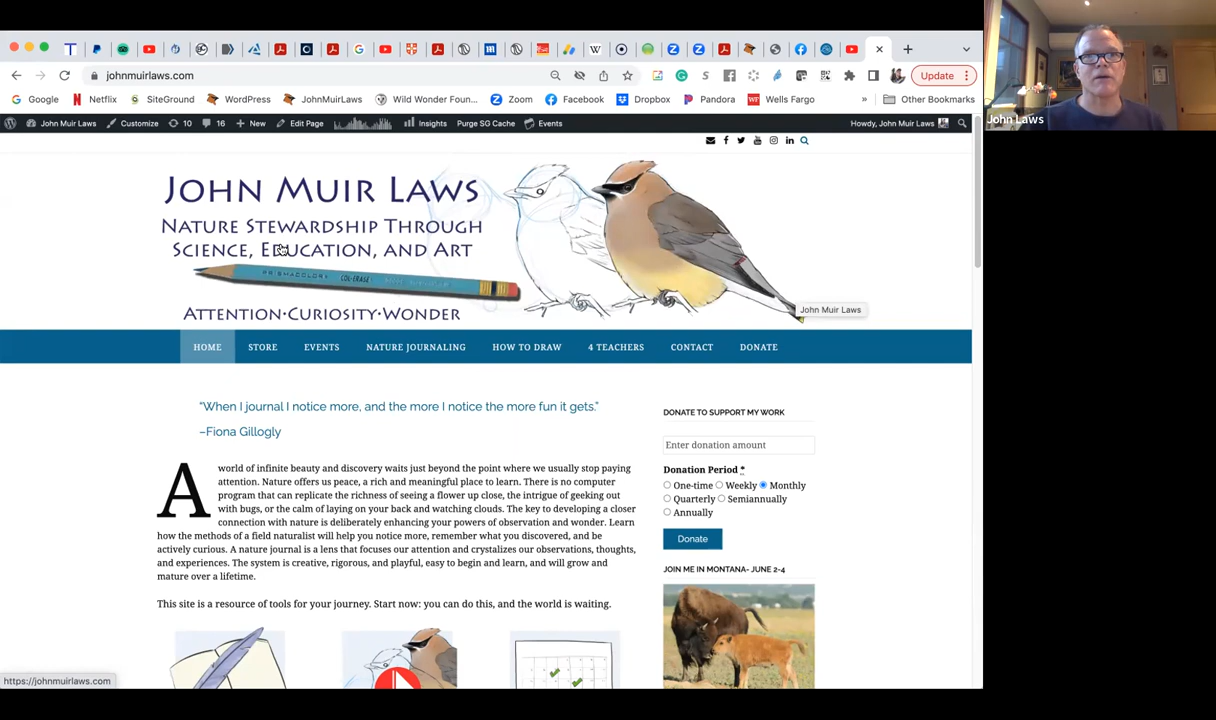 johnmuirlaws.com
Update
Google
Netflix
SiteGround
WordPress
JohnMuirLaws
Wild Wonder Foun...
Zoom
Facebook
Dropbox
Pandora
Wells Fargo
»
Other Bookmarks
John Muir Laws
Customize
10
16
+ New
Edit Page
Insights
Purge SG Cache
Events
Howdy, John Muir Laws
John Laws
John Muir Laws
Nature Stewardship Through
Science, Education, and Art
PRISMACOLOR COL-ERASE
Attention·Curiosity·Wonder
John Muir Laws
HOME
STORE
EVENTS
NATURE JOURNALING
HOW TO DRAW
4 TEACHERS
CONTACT
DONATE
“When I journal I notice more, and the more I notice the more fun it gets.”
–Fiona Gillogly
A world of infinite beauty and discovery waits just beyond the point where we usually stop paying
attention. Nature offers us peace, a rich and meaningful place to learn. There is no computer
program that can replicate the richness of seeing a flower up close, the intrigue of geeking out
with bugs, or the calm of laying on your back and watching clouds. The key to developing a closer
connection with nature is deliberately enhancing your powers of observation and wonder. Learn
how the methods of a field naturalist will help you notice more, remember what you discovered, and be
actively curious. A nature journal is a lens that focuses our attention and crystalizes our observations, thoughts,
and experiences. The system is creative, rigorous, and playful, easy to begin and learn, and will grow and
mature over a lifetime.
This site is a resource of tools for your journey. Start now: you can do this, and the world is waiting.
DONATE TO SUPPORT MY WORK
Enter donation amount
Donation Period *
One-time Weekly Monthly
Quarterly Semiannually
Annually
Donate
JOIN ME IN MONTANA- JUNE 2-4
https://johnmuirlaws.com